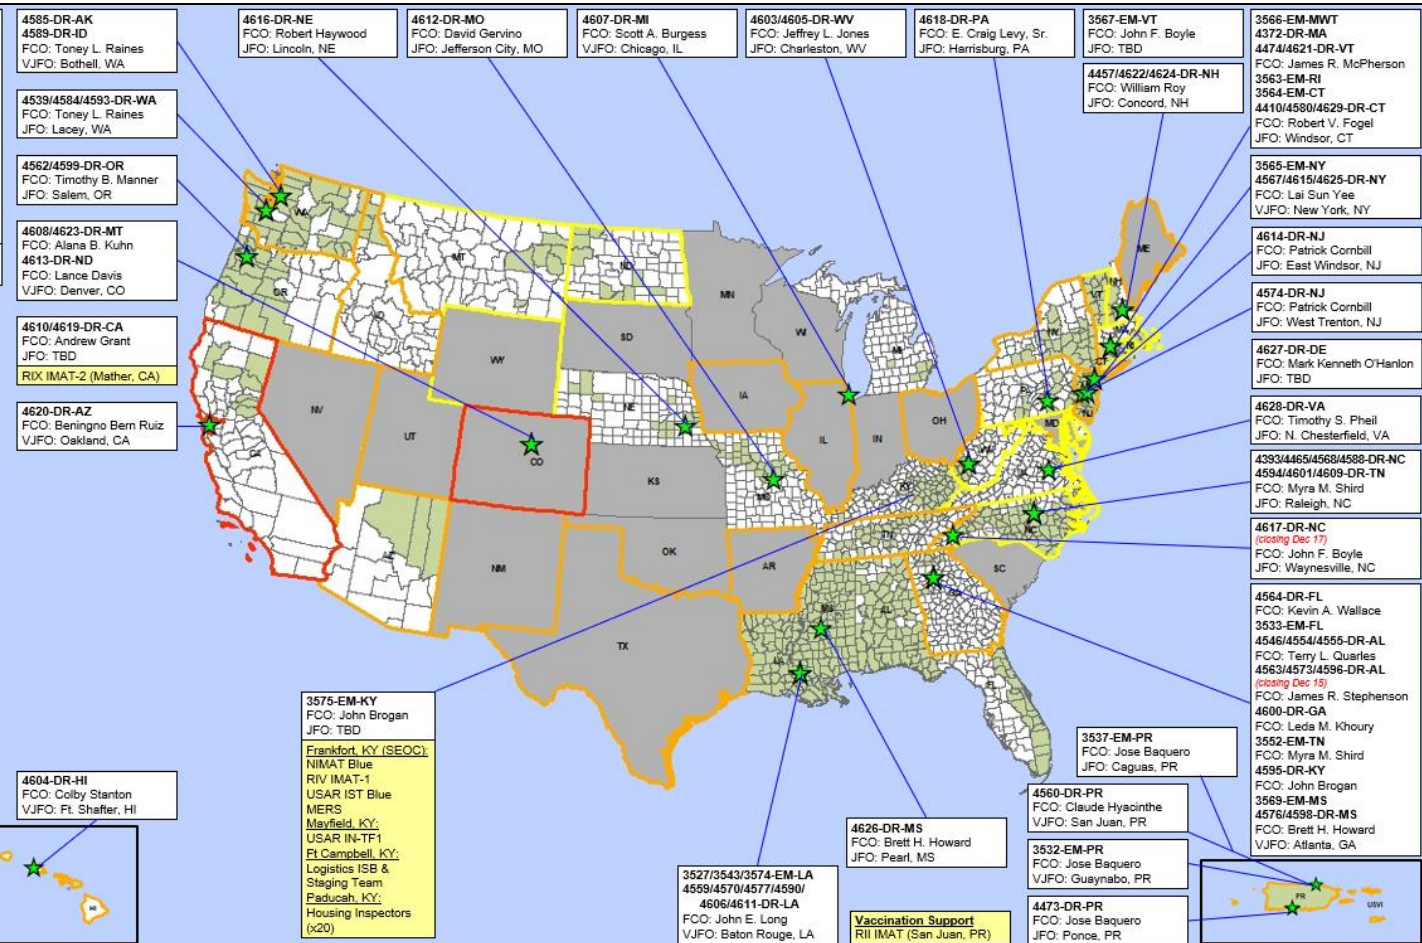 4585-DR-AK
4589-DR-ID
FCO: Toney L. Raines
VJFO: Bothell, WA
4539/4584/4593-DR-WA
FCO: Toney L. Raines
JFO: Lacey, WA
4562/4599-DR-OR
FCO: Timothy B. Manner
JFO: Salem, OR
4608/4623-DR-MT
FCO: Alana B. Kuhn
4613-DR-ND
FCO: Lance Davis
VJFO: Denver, CO
4610/4619-DR-CA
FCO: Andrew Grant
JFO: TBD
RIX IMAT-2 (Mather, CA)
4620-DR-AZ
FCO: Beningno Bern Ruiz
VJFO: Oakland, CA
4604-DR-HI
FCO: Colby Stanton
VJFO: Ft. Shafter, HI
4616-DR-NE
FCO: Robert Haywood
JFO: Lincoln, NE
4612-DR-MO
FCO: David Gervino
JFO: Jefferson City, MO
4607-DR-MI
FCO: Scott A. Burgess
VJFO: Chicago, IL
4603/4605-DR-WV
FCO: Jeffrey L. Jones
JFO: Charleston, WV
4618-DR-PA
FCO: E. Craig Levy, Sr.
JFO: Harrisburg, PA
3567-EM-VT
FCO: John F. Boyle
JFO: TBD
4457/4622/4624-DR-NH
FCO: William Roy
JFO: Concord, NH
3566-EM-MWT
4372-DR-MA
4474/4621-DR-VT
FCO: James R. McPherson
3563-EM-RI
3564-EM-CT
4410/4580/4629-DR-CT
FCO: Robert V. Fogel
JFO: Windsor, CT
3565-EM-NY
4567/4615/4625-DR-NY
FCO: Lai Sun Yee
VJFO: New York, NY
4614-DR-NJ
FCO: Patrick Cornbill
JFO: East Windsor, NJ
4574-DR-NJ
FCO: Patrick Cornbill
JFO: West Trenton, NJ
4627-DR-DE
FCO: Mark Kenneth O'Hanlon
JFO: TBD
4628-DR-VA
FCO: Timothy S. Pheil
JFO: N. Chesterfield, VA
4393/4465/4568/4588-DR-NC
4594/4601/4609-DR-TN
FCO: Myra M. Shird
JFO: Raleigh, NC
4617-DR-NC
(closing Dec 17)
FCO: John F. Boyle
JFO: Waynesville, NC
4564-DR-FL
FCO: Kevin A. Wallace
3533-EM-FL
4546/4554/4555-DR-AL
FCO: Terry L. Quarles
4563/4573/4596-DR-AL
(closing Dec 15)
FCO: James R. Stephenson
4600-DR-GA
FCO: Leda M. Khoury
3552-EM-TN
FCO: Myra M. Shird
4595-DR-KY
FCO: John Brogan
3569-EM-MS
4576/4598-DR-MS
FCO: Brett H. Howard
VJFO: Atlanta, GA
WA
MT
ND
MN
ME
OR
ID
SD
WI
VT
NH
NY
WY
MI
CT
RI
NE
IA
PA
NJ
NV
UT
CO
IL
IN
OH
MD
WV
CA
KS
MO
KY
AZ
NM
OK
AR
TN
NC
SC
TX
LA
MS
AL
FL
HI
PR
USVI
3575-EM-KY
FCO: John Brogan
JFO: TBD
Frankfort, KY (SEOC):
NIMAT Blue
RIV IMAT-1
USAR IST Blue
MERS
Mayfield, KY:
USAR IN-TF1
Ft Campbell, KY:
Logistics ISB &
Staging Team
Paducah, KY:
Housing Inspectors
(x20)
3527/3543/3574-EM-LA
4559/4570/4577/4590/
4606/4611-DR-LA
FCO: John E. Long
VJFO: Baton Rouge, LA
4626-DR-MS
FCO: Brett H. Howard
JFO: Pearl, MS
Vaccination Support
RII IMAT (San Juan, PR)
3537-EM-PR
FCO: Jose Baquero
JFO: Caguas, PR
4560-DR-PR
FCO: Claude Hyacinthe
VJFO: San Juan, PR
3532-EM-PR
FCO: Jose Baquero
VJFO: Guaynabo, PR
4473-DR-PR
FCO: Jose Baquero
JFO: Ponce, PR